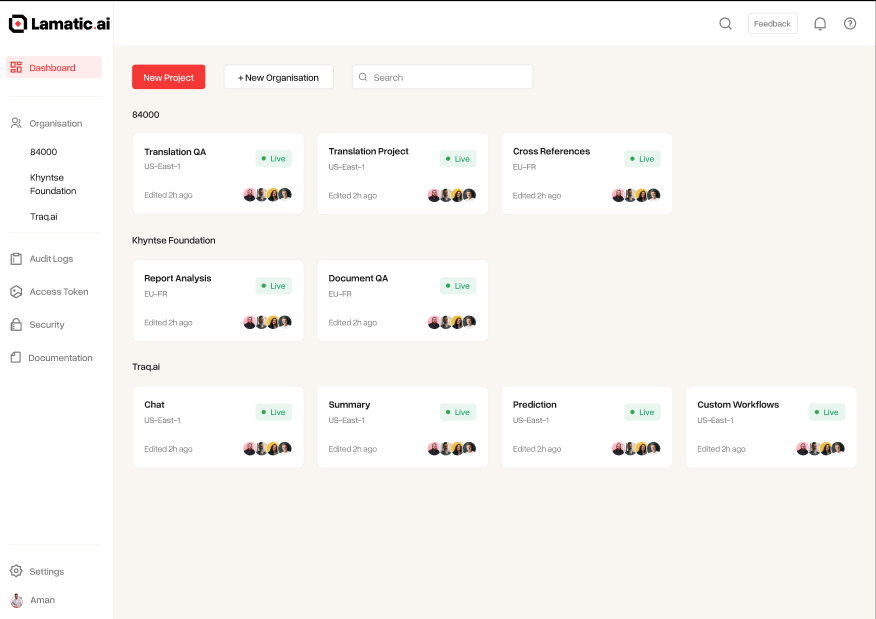 Lamatic.ai
Feedback
Dashboard
Organisation
84000
Khyntse
Foundation
Traq.ai
Audit Logs
Access Token
Security
Documentation
Settings
Aman
New Project
+ New Organisation
Search
84000
Translation QA
US-East-1
Live
Edited 2h ago
Translation Project
US-East-1
Live
Edited 2h ago
Cross References
EU-FR
Live
Edited 2h ago
Khyntse Foundation
Report Analysis
EU-FR
Live
Edited 2h ago
Document QA
EU-FR
Live
Edited 2h ago
Traq.ai
Chat
US-East-1
Live
Edited 2h ago
Summary
US-East-1
Live
Edited 2h ago
Prediction
US-East-1
Live
Edited 2h ago
Custom Workflows
US-East-1
Live
Edited 2h ago